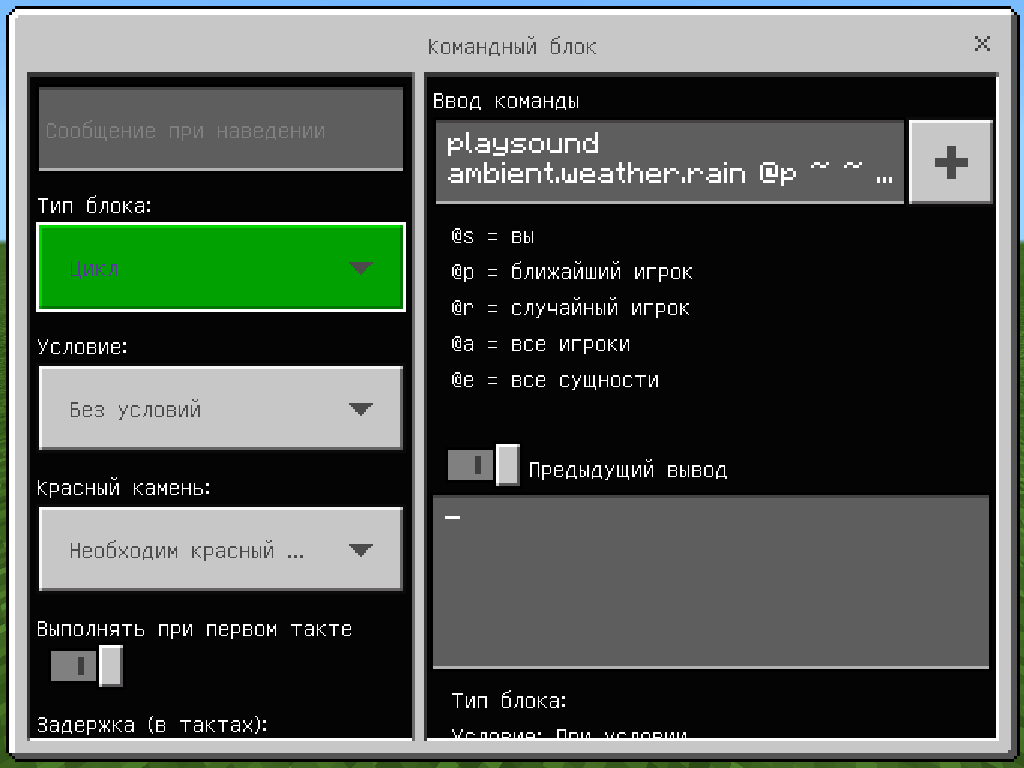 Командный блок
Сообщение при наведении
Тип блока:
Цикл
Условие:
Без условий
Красный камень:
Необходим красный ...
Выполнять при первом такте
Задержка (в тактах):
Ввод команды
playsound
ambient.weather.rain @p ~ ~ ...
@s = вы
@p = ближайший игрок
@r = случайный игрок
@a = все игроки
@e = все сущности
Предыдущий вывод
Тип блока:
Условие: При условии